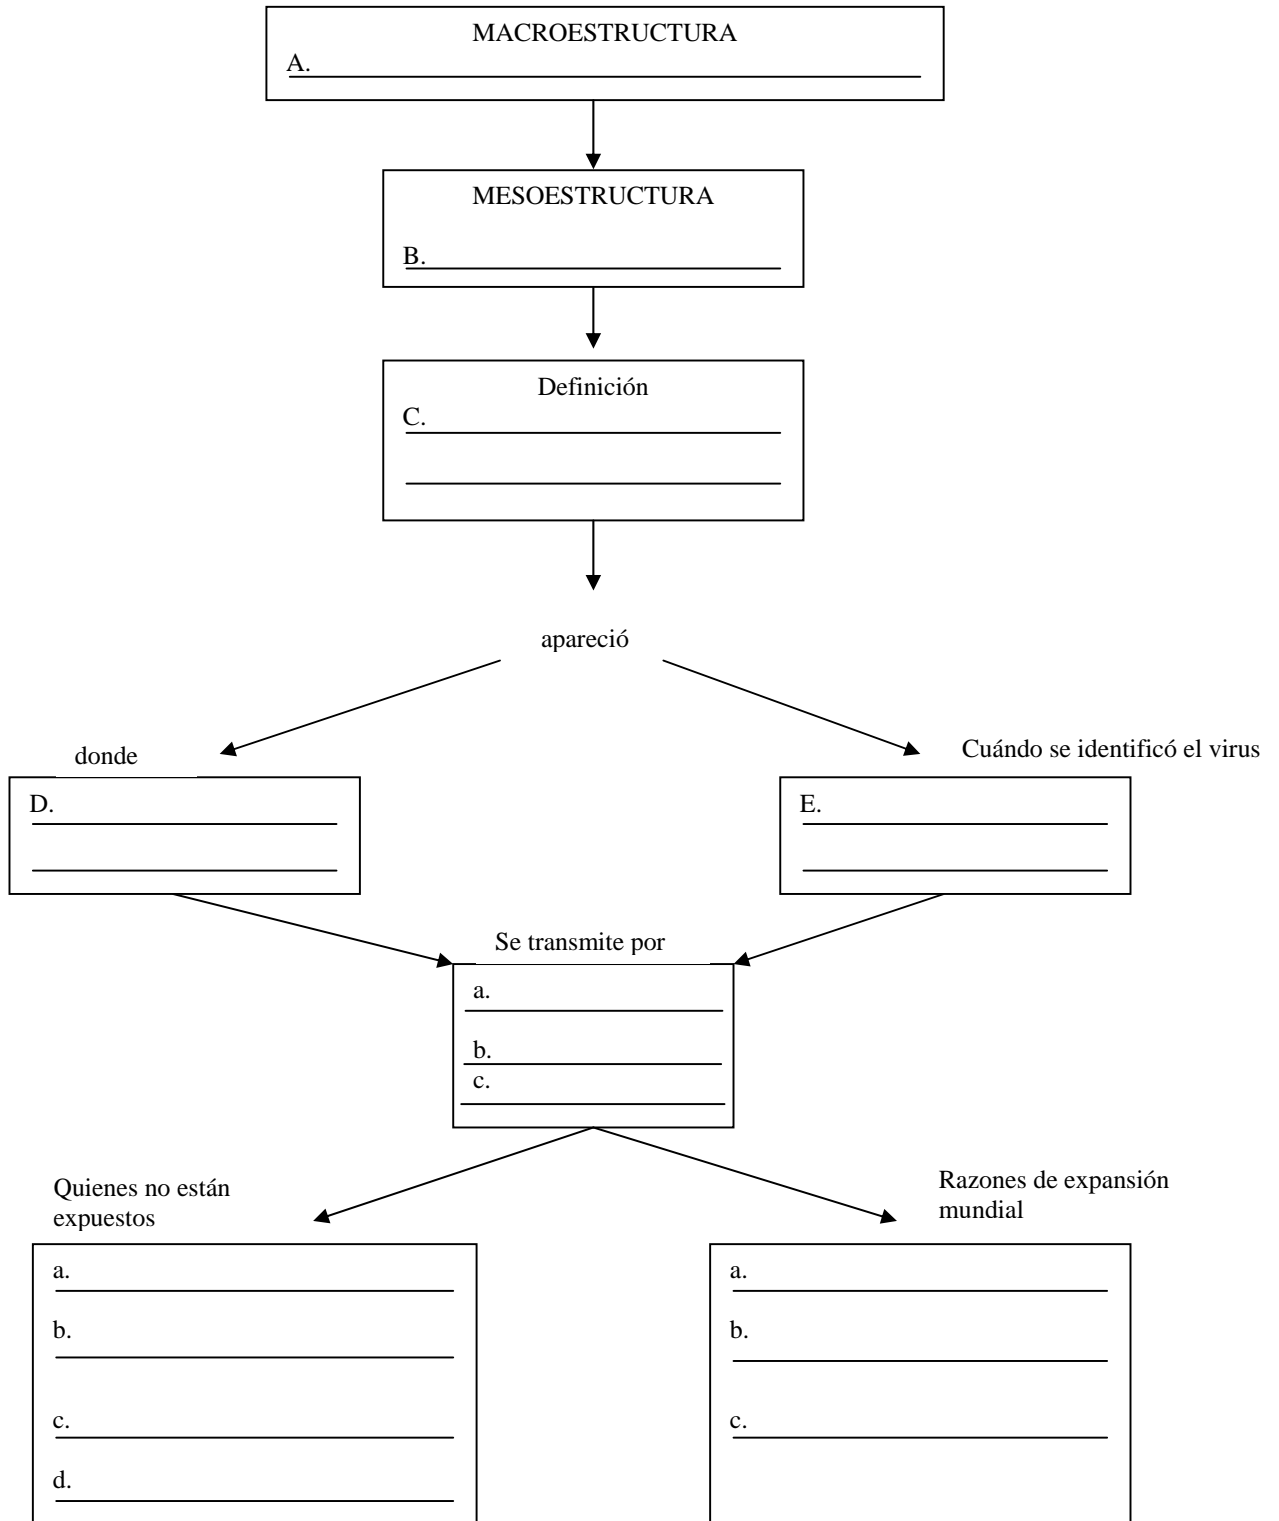 MACROESTRUCTURA
A.
MESOESTRUCTURA
B.
Definición
C.
apareció
donde
Cuándo se identificó el virus
D.
E.
Se transmite por
a.
b.
c.
Quienes no están
expuestos
Razones de expansión
mundial
a.
b.
c.
d.
a.
b.
c.